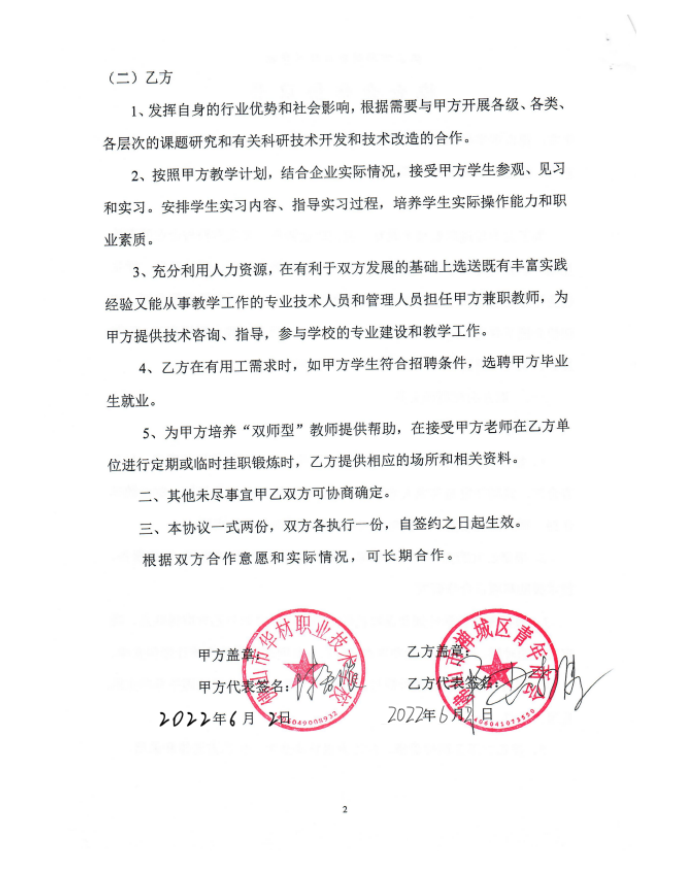 （二）乙方
1、发挥自身的行业优势和社会影响，根据需要与甲方开展各级、各类、
各层次的课题研究和有关科研技术开发和技术改造的合作。
2、按照甲方教学计划，结合企业实际情况，接受甲方学生参观、见习
和实习。安排学生实习内容、指导实习过程，培养学生实际操作能力和职
业素质。
3、充分利用人力资源，在有利于双方发展的基础上选送既有丰富实践
经验又能从事教学工作的专业技术人员和管理人员担任甲方兼职教师，为
甲方提供技术咨询、指导，参与学校的专业建设和教学工作。
4、乙方在有用工需求时，如甲方学生符合招聘条件，选聘甲方毕业
生就业。
5、为甲方培养“双师型”教师提供帮助，在接受甲方老师在乙方单
位进行定期或临时挂职锻炼时，乙方提供相应的场所和相关资料。
二、其他未尽事宜甲乙双方可协商确定。
三、本协议一式两份，双方各执行一份，自签约之日起生效。
根据双方合作意愿和实际情况，可长期合作。
佛山市华材职业技术学校
甲方盖章：
甲方代表签名：
2022年6月2日
佛山市禅城区青年
乙方盖章：
乙方代表签名：
2022年6月2日
2